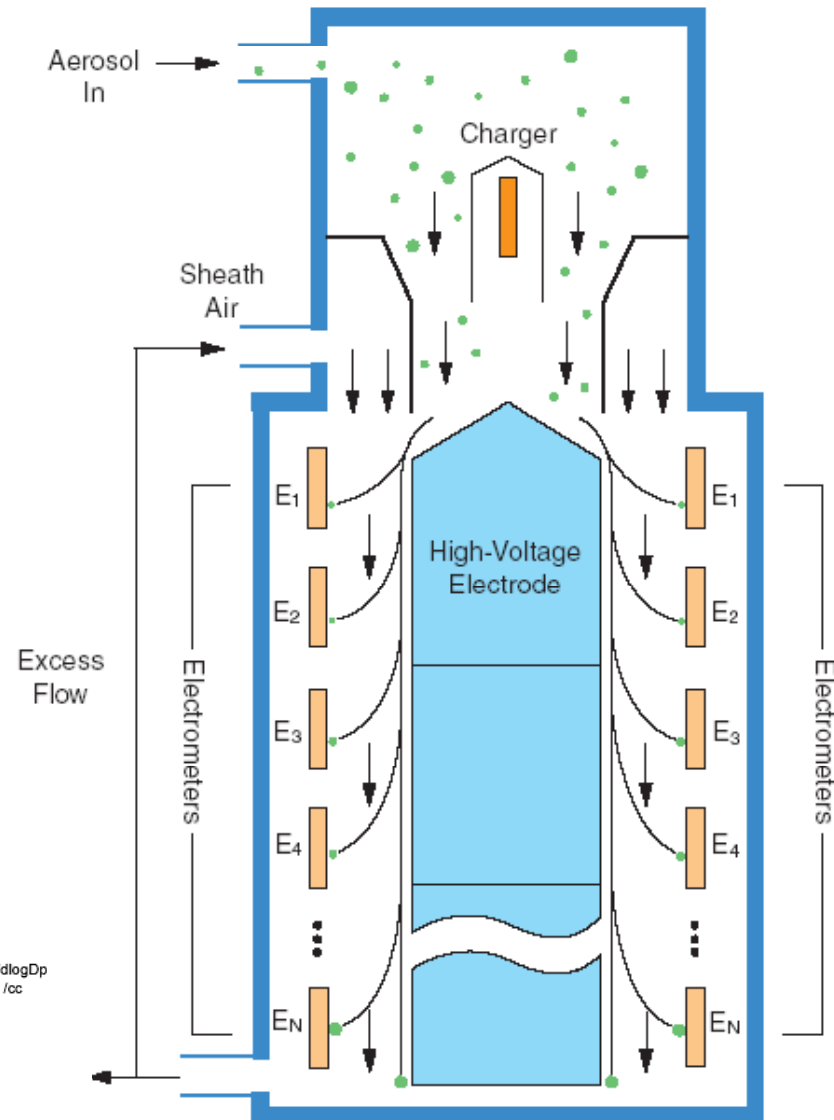 Aerosol
In
Charger
Sheath
Air
E1
E1
High-Voltage
Electrode
E2
E2
Excess
Flow
Electrometers
Electrometers
E3
E3
E4
E4
dlogDp
/cc
EN
EN